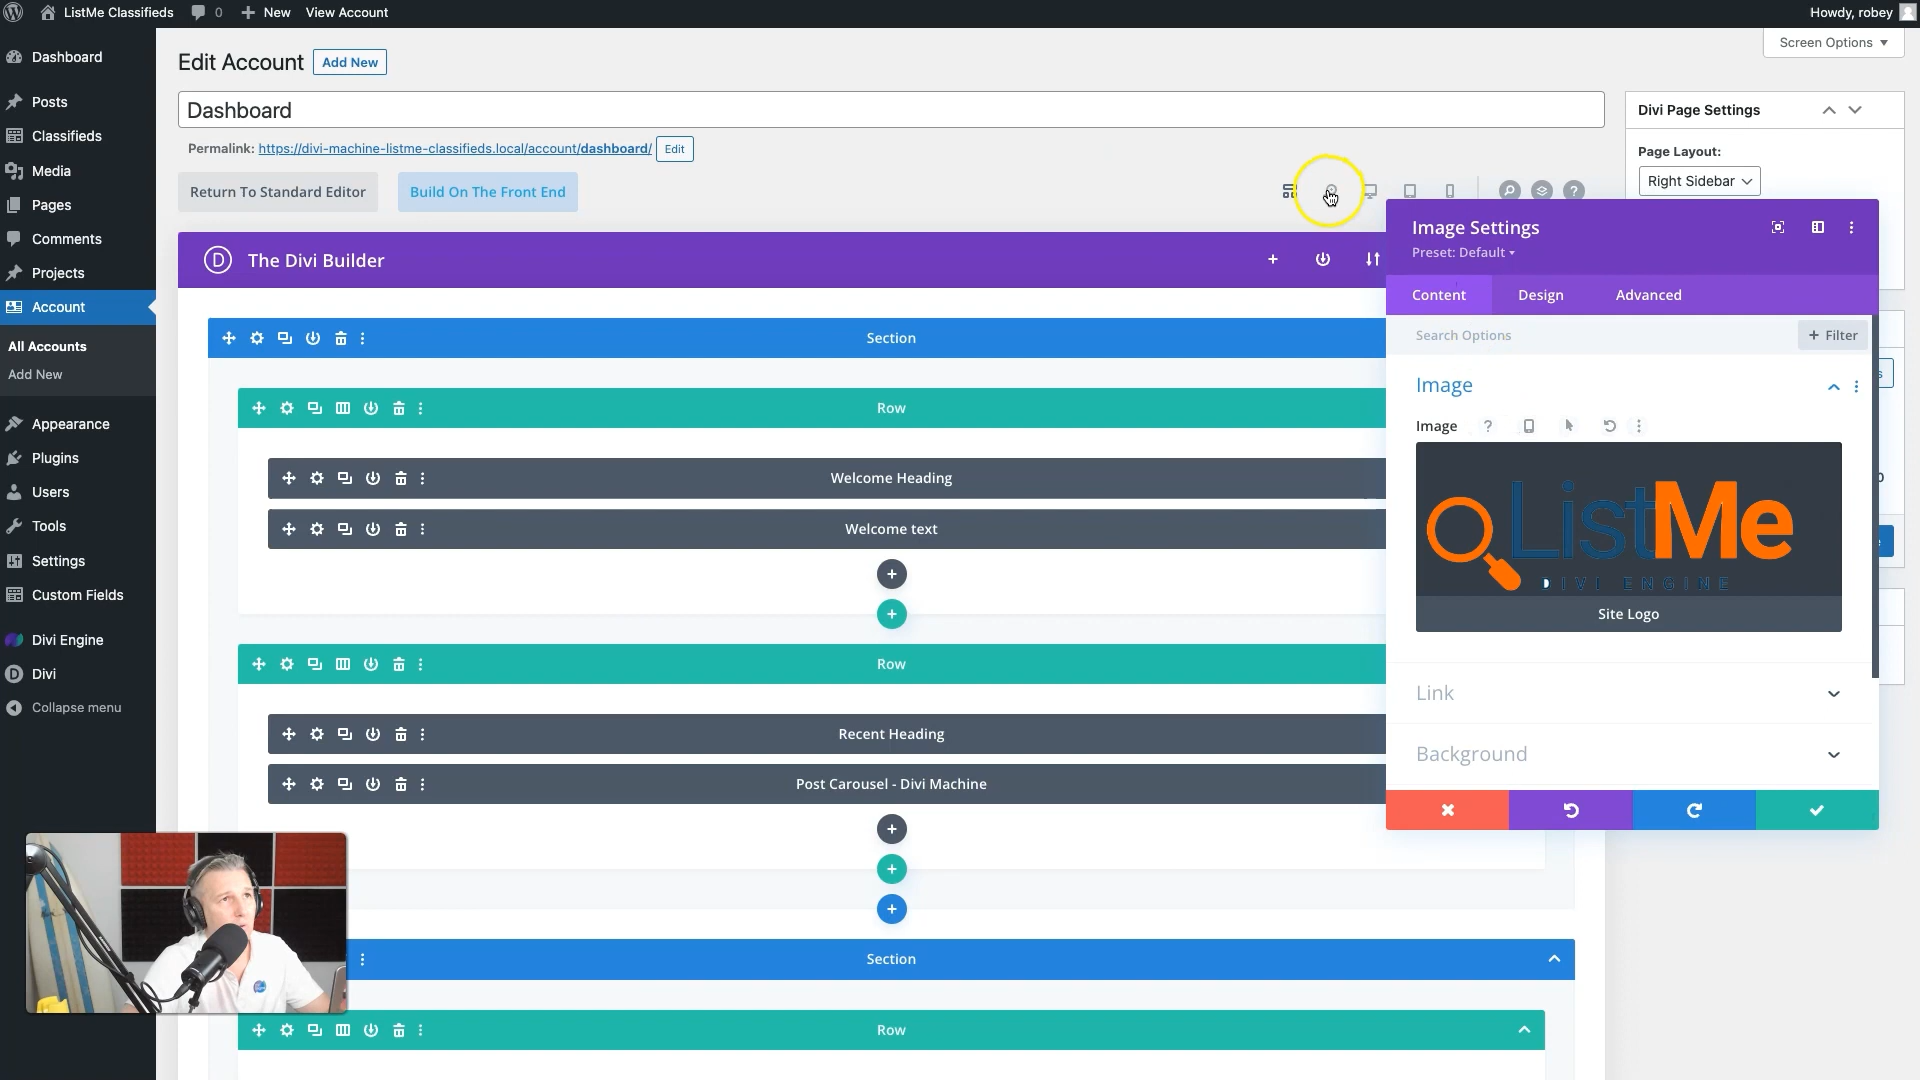 ListMe Classifieds 0 + New View Account Howdy, robey
Screen Options
Dashboard
Posts
Classifieds
Media
Pages
Comments
Projects
Account
All Accounts
Add New
Appearance
Plugins
Users
Tools
Settings
Custom Fields
Divi Engine
Divi
Collapse menu
Edit Account Add New
Dashboard
Permalink: https://divi-machine-listme-classifieds.local/account/dashboard/ Edit
Return To Standard Editor Build On The Front End
The Divi Builder
Section
Row
Welcome Heading
Welcome text
Row
Recent Heading
Post Carousel - Divi Machine
Section
Row
Divi Page Settings
Page Layout:
Right Sidebar
Image Settings
Preset: Default
Content Design Advanced
Search Options + Filter
Image
Image
ListMe
DIVI ENGINE
Site Logo
Link
Background